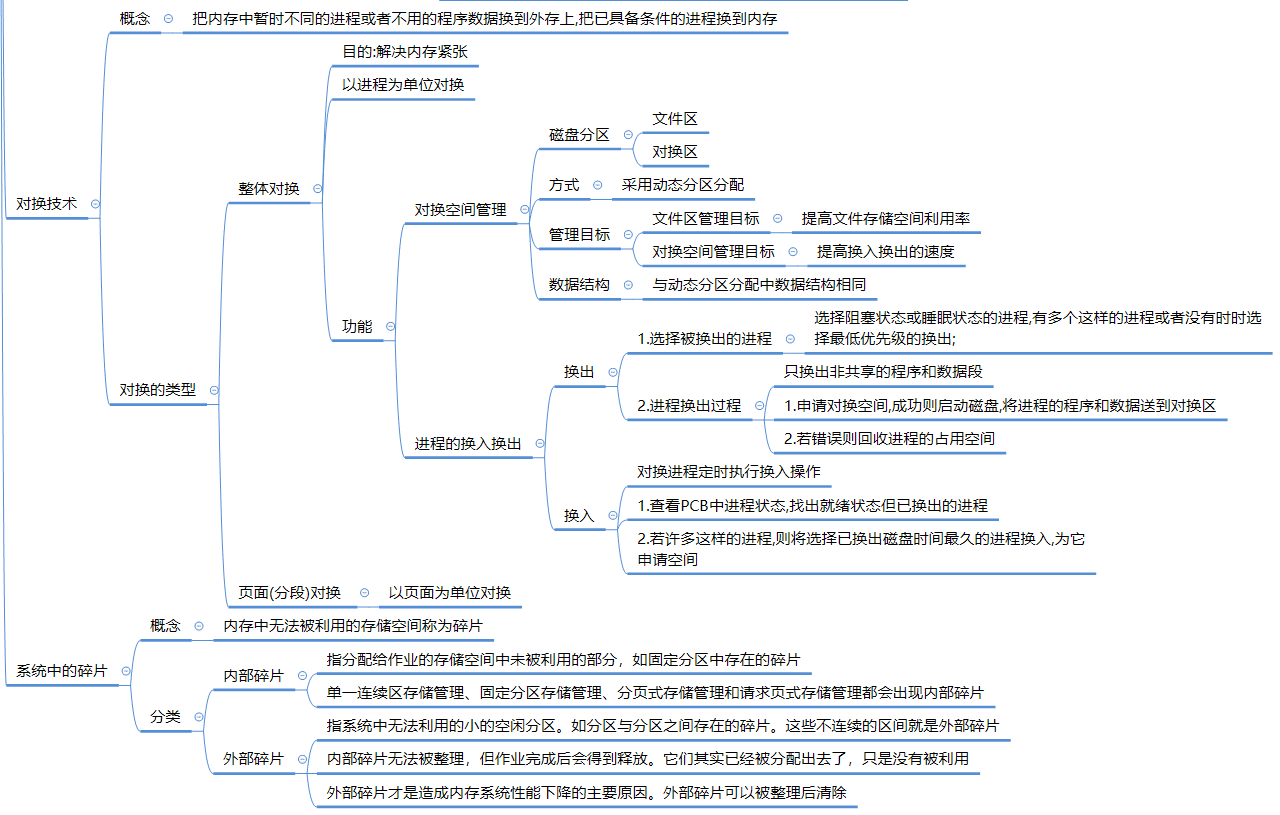 概念
把内存中暂时不同的进程或者不用的程序数据换到外存上,把已具备条件的进程换到内存
目的:解决内存紧张
以进程为单位对换
文件区
磁盘分区
对换区
方式
采用动态分区分配
整体对换
对换技术
对换空间管理
文件区管理目标
提高文件存储空间利用率
管理目标
对换空间管理目标
提高换入换出的速度
数据结构
与动态分区分配中数据结构相同
功能
选择阻塞状态或睡眠状态的进程,有多个这样的进程或者没有时时选
择最低优先级的换出;
1.选择被换出的进程
换出
只换出非共享的程序和数据段
对换的类型
2.进程换出过程
1.申请对换空间,成功则启动磁盘,将进程的程序和数据送到对换区
2.若错误则回收进程的占用空间
进程的换入换出
对换进程定时执行换入操作
1.查看PCB中进程状态,找出就绪状态但已换出的进程
换入
2.若许多这样的进程,则将选择已换出磁盘时间最久的进程换入,为它
申请空间
页面(分段)对换
以页面为单位对换
概念
内存中无法被利用的存储空间称为碎片
系统中的碎片
指分配给作业的存储空间中未被利用的部分，如固定分区中存在的碎片
内部碎片
单一连续区存储管理、固定分区存储管理、分页式存储管理和请求页式存储管理都会出现内部碎片
分类
指系统中无法利用的小的空闲分区。如分区与分区之间存在的碎片。这些不连续的区间就是外部碎片
外部碎片
内部碎片无法被整理，但作业完成后会得到释放。它们其实已经被分配出去了，只是没有被利用
外部碎片才是造成内存系统性能下降的主要原因。外部碎片可以被整理后清除